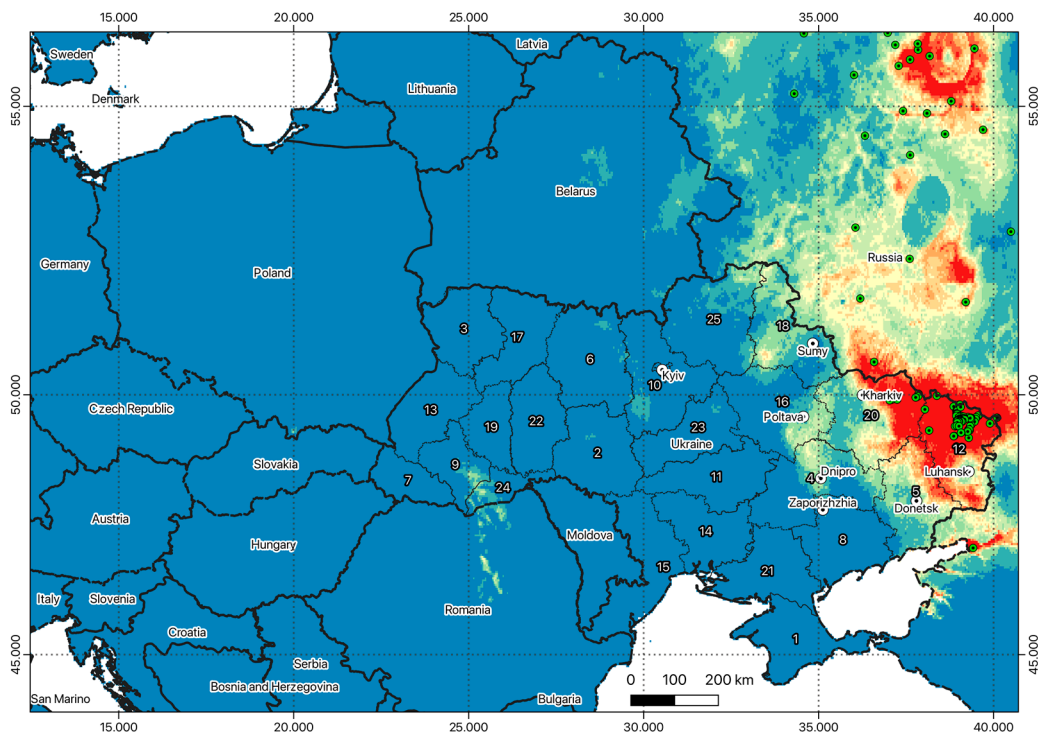 15.000 20.000 25.000 30.000 35.000 40.000
Sweden
Latvia
Lithuania
Denmark
55.000 55.000
Belarus
Germany
Poland
Russia
25
18
3
17
Sumy
6
Kyiv
10
50.000 50.000
Kharkiv
Czech Republic
13
16
Poltava
20
19
22
23
Ukraine
2
12
Slovakia
9
7
24
11
4
Dnipro
Luhansk
5
Donetsk
Zaporizhzhia
Austria
Hungary
Moldova
14
8
15
21
Italy
Slovenia
Romania
Croatia
1
45.000 45.000
Serbia
Bosnia and Herzegovina
San Marino
Bulgaria
0 100 200 km
15.000 20.000 25.000 30.000 35.000 40.000